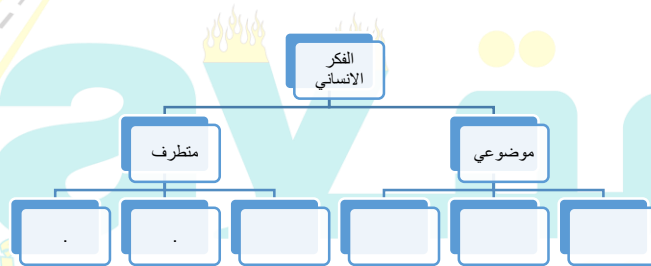 الفكر
الانساني
موضوعي
متطرف
.
.